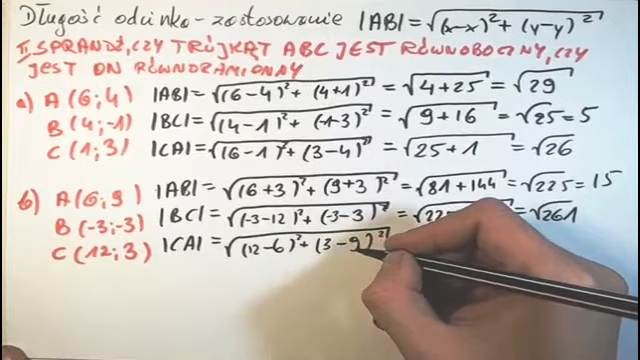 Długość odcinka - zastosowanie |AB| = √(x-x)² + (y-y)²
II SPRAWDŹ, CZY TRÓJKĄT ABC JEST RÓWNOBOCZNY, CZY
JEST ON RÓWNORAMIENNY
a) A (6;4) |AB| = √(6-4)² + (4+1)² = √4+25 = √29
B (4;-1) |BC| = √(4-1)² + (-1-3)² = √9+16 = √25 = 5
C (1;3) |CA| = √(6-1)² + (3-4)² = √25+1 = √26
b) A (6,9) |AB| = √(6+3)² + (9+3)² = √81+144 = √225 = 15
B (-3;-3) |BC| = √(-3-12)² + (-3-3)² = √22 = √261
C (12;3) |CA| = √(12-6)² + (3-9)²